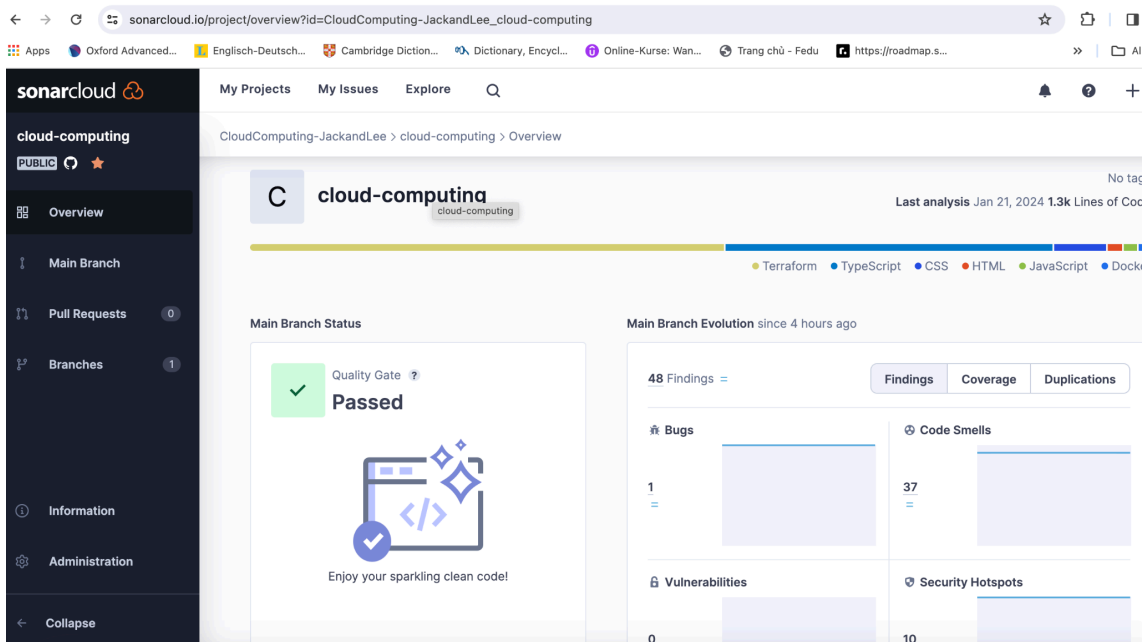 sonarcloud.io/project/overview?id=CloudComputing-JackandLee_cloud-computing
Apps Oxford Advanced... Englisch-Deutsch... Cambridge Diction... Dictionary, Encycl... Online-Kurse: Wan... Trang chủ - Fedu https://roadmap.s... » Al
sonarcloud My Projects My Issues Explore
cloud-computing
PUBLIC
CloudComputing-JackandLee > cloud-computing > Overview
Overview
Main Branch
Pull Requests 0
Branches 1
Information
Administration
Collapse
C cloud-computing
cloud-computing
No tag
Last analysis Jan 21, 2024 1.3k Lines of Cod
Terraform TypeScript CSS HTML JavaScript Docke
Main Branch Status
Quality Gate ?
Passed
Enjoy your sparkling clean code!
Main Branch Evolution since 4 hours ago
48 Findings =
Findings Coverage Duplications
Bugs
1
=
Code Smells
37
=
Vulnerabilities
0
Security Hotspots
10